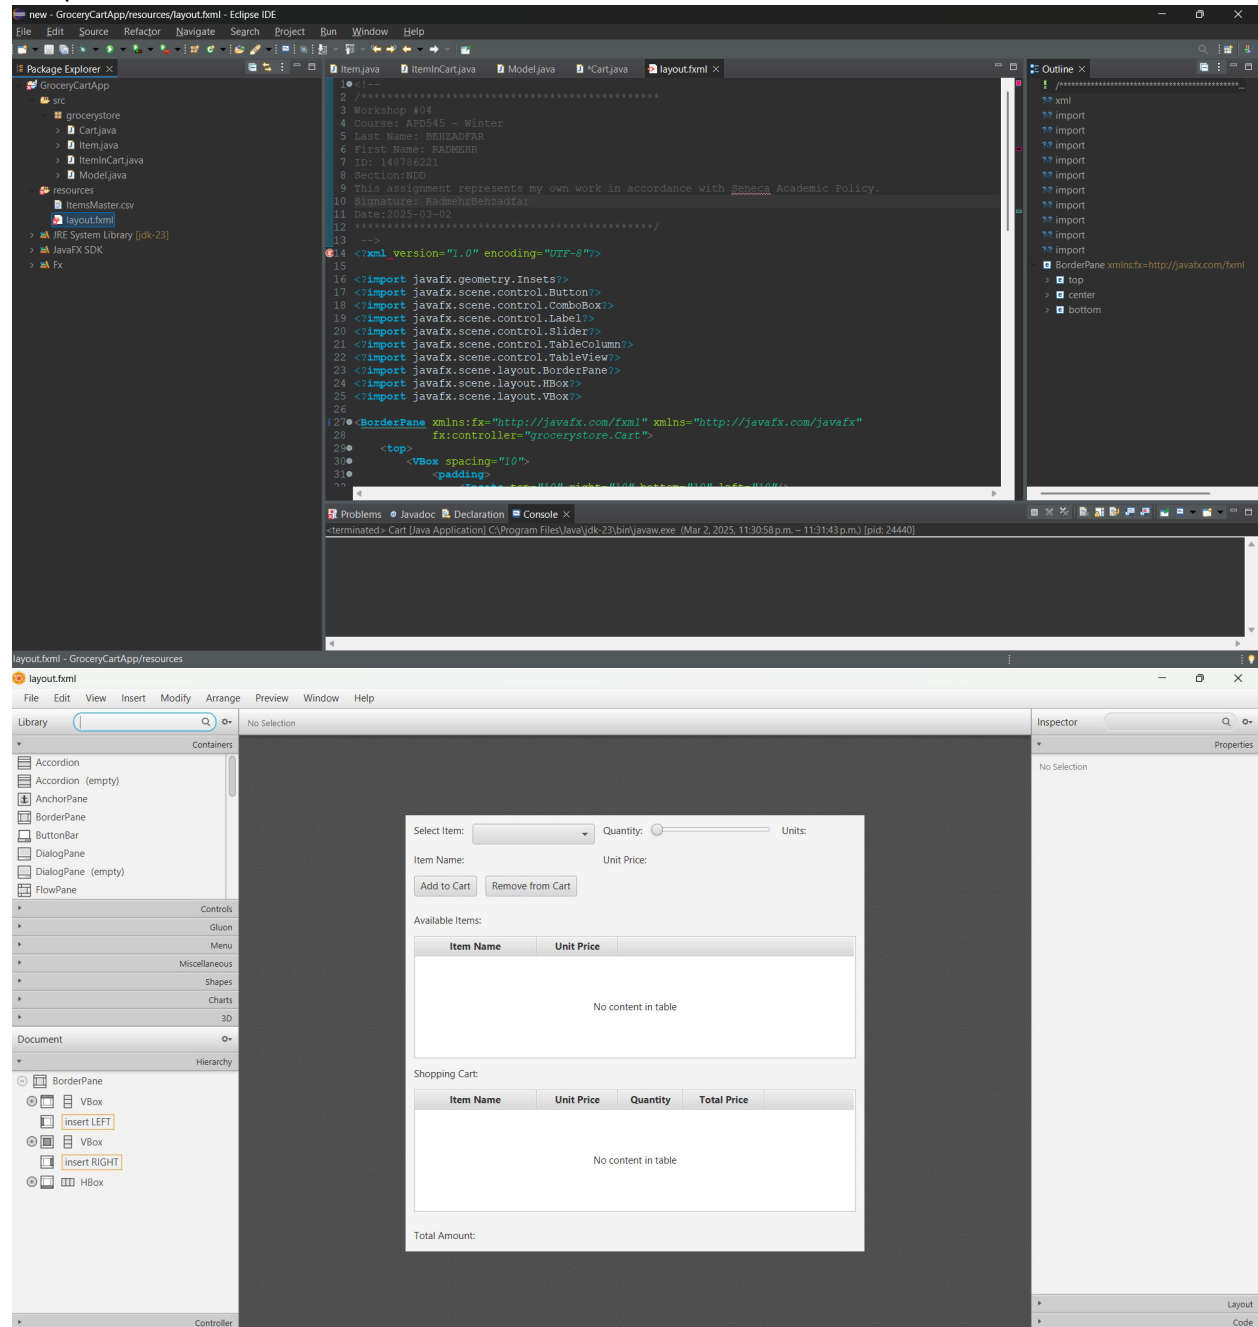 new - GroceryCartApp/resources/layout.fxml - Eclipse IDE
File Edit Source Refactor Navigate Search Project Run Window Help
Package Explorer
GroceryCartApp
src
grocerystore
Cart.java
Item.java
ItemInCart.java
Model.java
resources
ItemsMaster.csv
layout.fxml
JRE System Library [jdk-23]
JavaFX SDK
Fx
Item.java ItemInCart.java Model.java *Cart.java layout.fxml
1 <!--
2 /**********************************************
3 Workshop #04
4 Course: APD545 - Winter
5 Last Name: BEHZADFAR
6 First Name: RADMEHR
7 ID: 148786221
8 Section:NDD
9 This assignment represents my own work in accordance with Seneca Academic Policy.
10 Signature: RadmehrBehzadfar
11 Date:2025-03-02
12 **********************************************/
13 -->
14 <?xml version="1.0" encoding="UTF-8"?>
15
16 <?import javafx.geometry.Insets?>
17 <?import javafx.scene.control.Button?>
18 <?import javafx.scene.control.ComboBox?>
19 <?import javafx.scene.control.Label?>
20 <?import javafx.scene.control.Slider?>
21 <?import javafx.scene.control.TableColumn?>
22 <?import javafx.scene.control.TableView?>
23 <?import javafx.scene.layout.BorderPane?>
24 <?import javafx.scene.layout.HBox?>
25 <?import javafx.scene.layout.VBox?>
26
27 <BorderPane xmlns:fx="http://javafx.com/fxml" xmlns="http://javafx.com/javafx"
28 fx:controller="grocerystore.Cart">
29 <top>
30 <VBox spacing="10">
31 <padding>
32 <Insets top="10" right="10" bottom="10" left="10"/>
Outline
/**********************************************...
xml
import
import
import
import
import
import
import
import
import
import
BorderPane xmlns:fx=http://javafx.com/fxml
top
center
bottom
Problems Javadoc Declaration Console
<terminated> Cart [Java Application] C:\Program Files\Java\jdk-23\bin\javaw.exe (Mar 2, 2025, 11:30:58 p.m. – 11:31:43 p.m.) [pid: 24440]
layout.fxml - GroceryCartApp/resources
layout.fxml
File Edit View Insert Modify Arrange Preview Window Help
Library
Containers
Accordion
Accordion (empty)
AnchorPane
BorderPane
ButtonBar
DialogPane
DialogPane (empty)
FlowPane
Controls
Gluon
Menu
Miscellaneous
Shapes
Charts
3D
Document
Hierarchy
BorderPane
VBox
insert LEFT
VBox
insert RIGHT
HBox
Controller
No Selection
Select Item: Quantity: Units:
Item Name: Unit Price:
Add to Cart Remove from Cart
Available Items:
Item Name Unit Price
No content in table
Shopping Cart:
Item Name Unit Price Quantity Total Price
No content in table
Total Amount:
Inspector
Properties
No Selection
Layout
Code